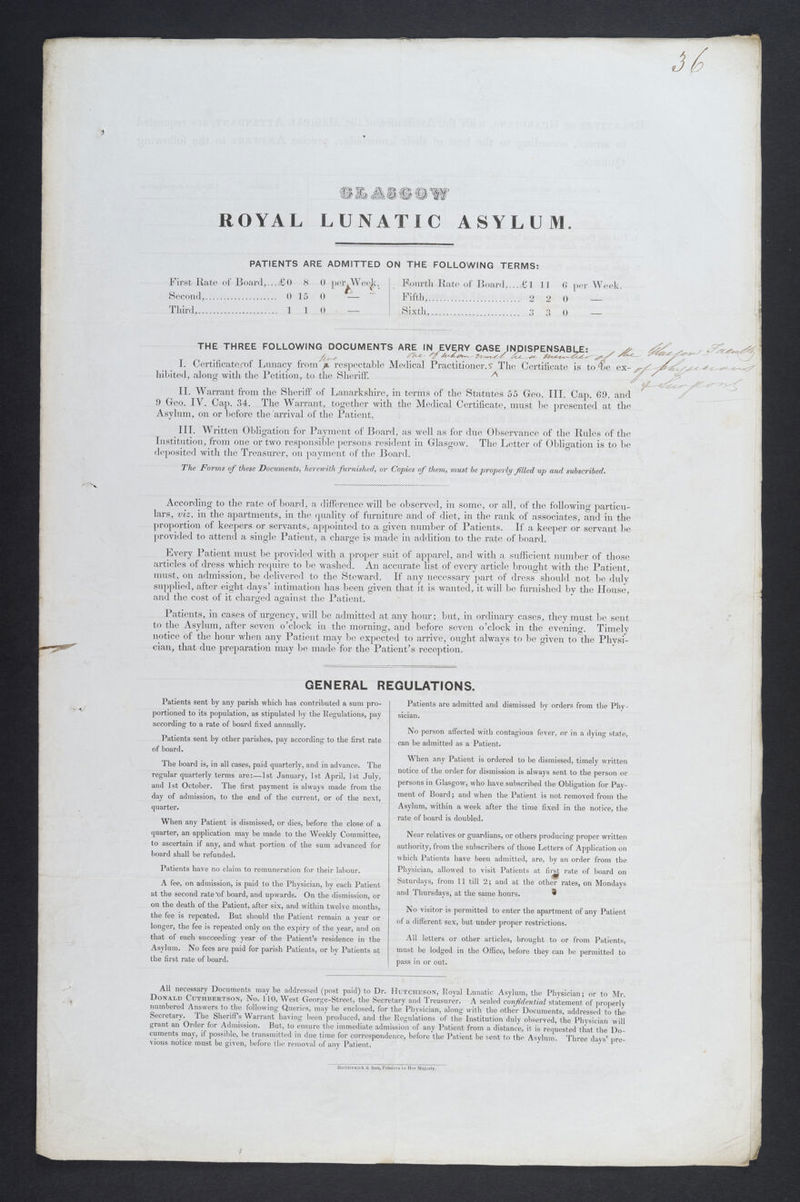 36
GLASGOW
ROYAL LUNATIC ASYLUM.
PATIENTS ARE ADMITTED ON THE FOLLOWING TERMS:
First Rate of Board,....£0 8 0 per Week.
Second,.................... 0 15 0 —
Third,...................... 1 1 0 —
Fourth Rate of Board,....£1 11 6 per Week.
Fifth,......................... 2 2 0 —
Sixth,......................... 3 3 0 —
THE THREE FOLLOWING DOCUMENTS ARE IN EVERY CASE INDISPENSABLE:
one of whom must be a member of the Glasgow Faculty
of physicians
& Surgeons
I. Certificate of Lunacy from a respectable Medical Practitioner.s The Certificate is to be ex-
hibited, along with the Petition, to the Sheriff.
II. Warrant from the Sheriff of Lanarkshire, in terms of the Statutes 55 Geo. III. Cap. 69. and
9 Geo. IV. Cap. 34. The Warrant, together with the Medical Certificate, must be presented at the
Asylum, on or before the arrival of the Patient.
III. Written Obligation for Payment of Board, as well as for due Observance of the Rules of the
Institution, from one or two responsible persons resident in Glasgow. The Letter of Obligation is to be
deposited with the Treasurer, on payment of the Board.
The Forms of these Documents, herewith furnished, or Copies of them, must be properly filled up and subscribed.
According to the rate of board, a difference will be observed, in some, or all, of the following particu-
lars, viz. in the apartments, in the quality of furniture and of diet, in the rank of associates, and in the
proportion of keepers or servants, appointed to a given number of Patients. If a keeper or servant be
provided to attend a single Patient, a charge is made in addition to the rate of board.
Every Patient must be provided with a proper suit of apparel, and with a sufficient number of those
articles of dress which require to be washed. An accurate list of every article brought with the Patient,
must, on admission, be delivered to the Steward. If any necessary part of dress should not be duly
supplied, after eight days' intimation has been given that it is wanted, it will be furnished by the House,
and the cost of it charged against the Patient.
Patients, in cases of urgency, will be admitted at any hour; but, in ordinary cases, they must be sent
to the Asylum, after seven o'clock in the morning, and before seven o'clock in the evening. Timely
notice of the hour when any Patient may be expected to arrive, ought always to be given to the Physi-
cian, that due preparation may be made for the Patient's reception.
GENERAL REGULATIONS.
Patients sent by any parish which has contributed a sum pro-
portioned to its population, as stipulated by the Regulations, pay
according to a rate of board fixed annually.
Patients sent by other parishes, pay according to the first rate
of board.
The board is, in all cases, paid quarterly, and in advance. The
regular quarterly terms are:—1st January, 1st April, 1st July,
and 1st October. The first payment is always made from the
day of admission, to the end of the current, or of the next,
quarter.
When any Patient is dismissed, or dies, before the close of a
quarter, an application may be made to the Weekly Committee,
to ascertain if any, and what portion of the sum advanced for
board shall be refunded.
Patients have no claim to remuneration for their labour.
A fee, on admission, is paid to the Physician, by each Patient
at the second rate of board, and upwards. On the dismission, or
on the death of the Patient, after six, and within twelve months,
the fee is repeated. But should the Patient remain a year or
longer, the fee is repeated only on the expiry of the year, and on
that of each succeeding year of the Patient's residence in the
Asylum. No fees are paid for parish Patients, or by Patients at
the first rate of board.
Patients are admitted and dismissed by orders from the Phy-
sician.
No person affected with contagious fever, or in a dying state,
can be admitted as a Patient.
When any Patient is ordered to be dismissed, timely written
notice of the order for dismission is always sent to the person or
persons in Glasgow, who have subscribed the Obligation for Pay-
ment of Board; and when the Patient is not removed from the
Asylum, within a week after the time fixed in the notice, the
rate of board is doubled.
Near relatives or guardians, or others producing proper written
authority, from the subscribers of those Letters of Application on
which Patients have been admitted, are, by an order from the
Physician, allowed to visit Patients at first rate of board on
Saturdays, from 11 till 2; and at the other rates, on Mondays
and Thursdays, at the same hours.
No visitor is permitted to enter the apartment of any Patient
of a different sex, but under proper restrictions.
All letters or other articles, brought to or from Patients,
must be lodged in the Office, before they can be permitted to
pass in or out.
All necessary Documents may be addressed (post paid) to Dr. HUTCHESON, Royal Lunatic Asylum, the Physician; or to Mr.
DONALD CUTHBERTSON, No. 110, West George-Street, the Secretary and Treasurer. A sealed confidential statement of properly
numbered Answers to the following Queries, may be enclosed, for the Physician, along with the other Documents, addressed to the
Secretary. The Sheriff's Warrant having been produced, and the Regulations of the Institution duly observed, the Physician will
grant an Order for Admission. But, to ensure the immediate admission of any Patient from a distance, it is requested that the Do-
cuments may, if possible, be transmitted in due time for correspondence, before the Patient be sent to the Asylum. Three days' pre-
vious notice must be given, before the removal of any Patient.